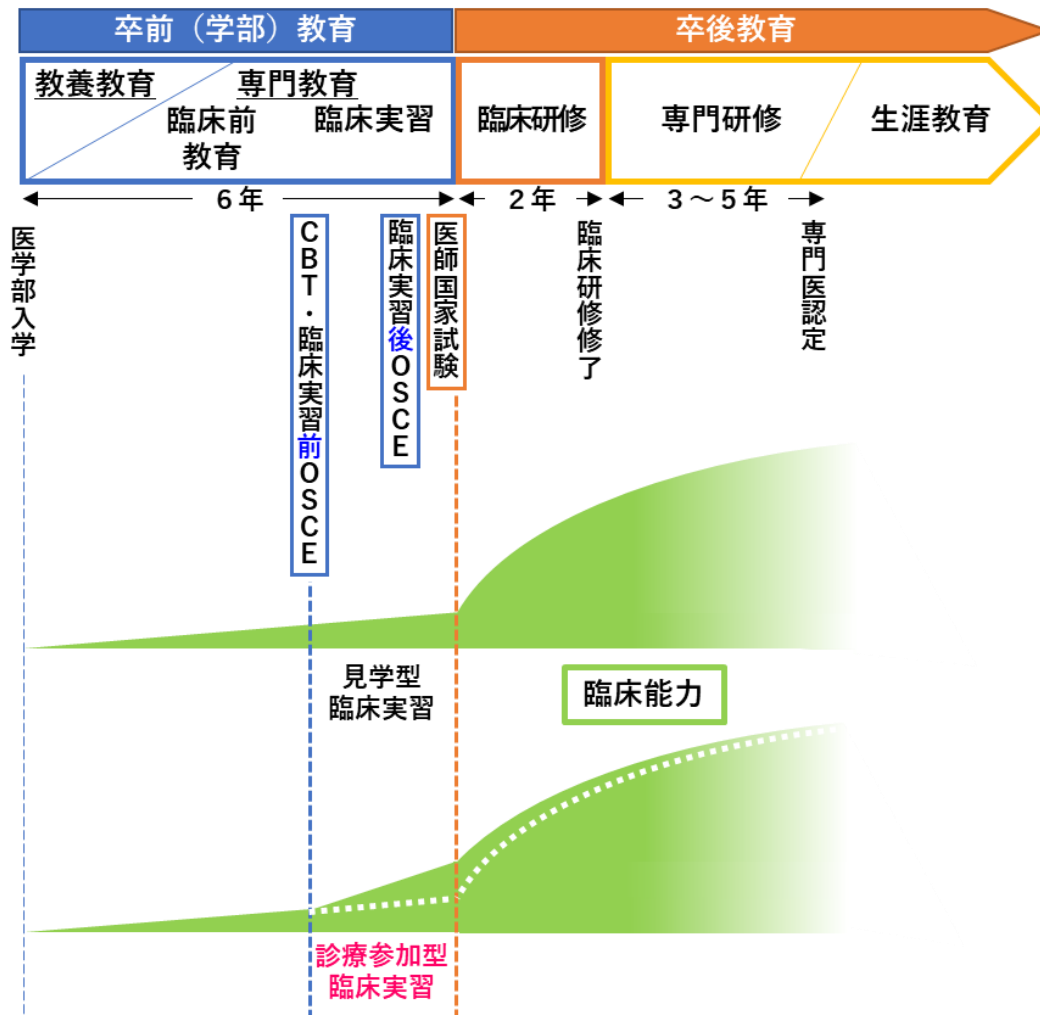 卒前（学部）教育
卒後教育
教養教育
専門教育
臨床前
教育
臨床実習
臨床研修
専門研修
生涯教育
6年
2年
3～5年
医学部入学
CBT・臨床実習前OSCE
臨床実習後OSCE
医師国家試験
臨床研修修了
専門医認定
見学型
臨床実習
臨床能力
診療参加型
臨床実習